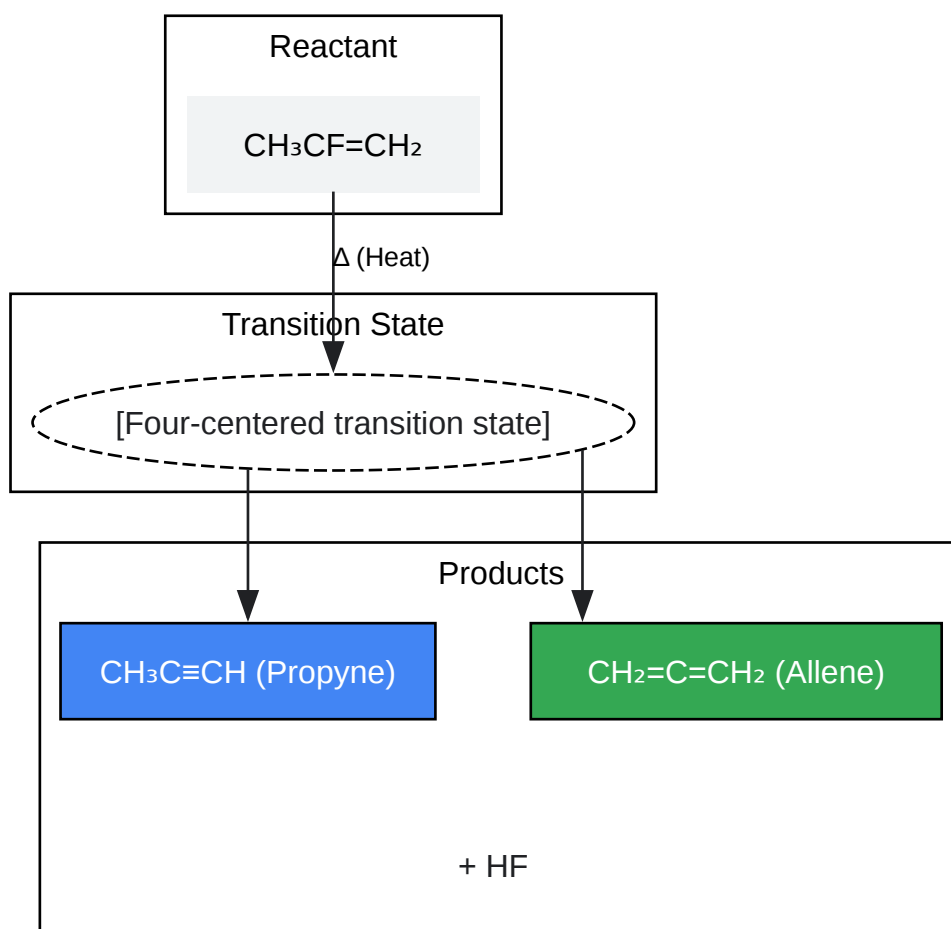 Reactant
CH₃CF=CH₂
Δ (Heat)
Transition State
[Four-centered transition state]
Products
CH₃C≡CH (Propyne)
CH₂=C=CH₂ (Allene)
+ HF